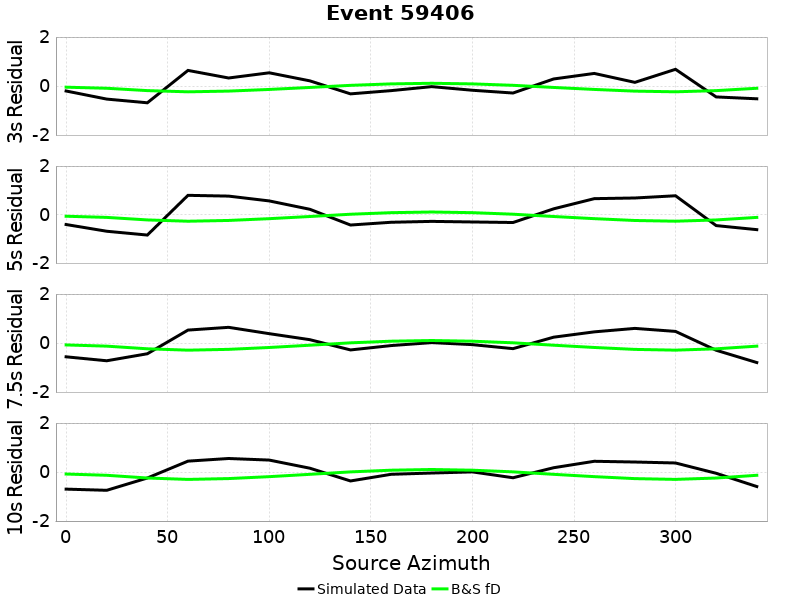 Event 59406
3s Residual
2
0
-2
5s Residual
2
0
-2
7.5s Residual
2
0
-2
10s Residual
2
0
-2
0 50 100 150 200 250 300
Source Azimuth
Simulated Data B&S fD